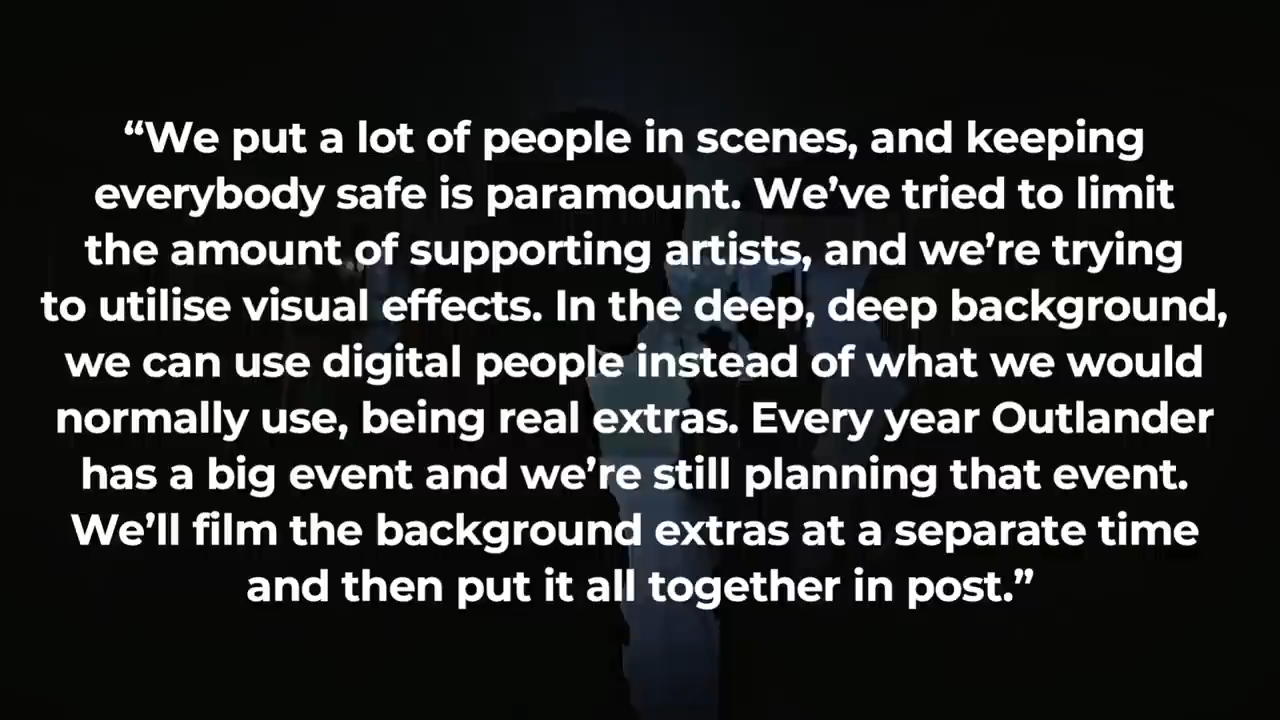 “We put a lot of people in scenes, and keeping
everybody safe is paramount. We’ve tried to limit
the amount of supporting artists, and we’re trying
to utilise visual effects. In the deep, deep background,
we can use digital people instead of what we would
normally use, being real extras. Every year Outlander
has a big event and we’re still planning that event.
We’ll film the background extras at a separate time
and then put it all together in post.”